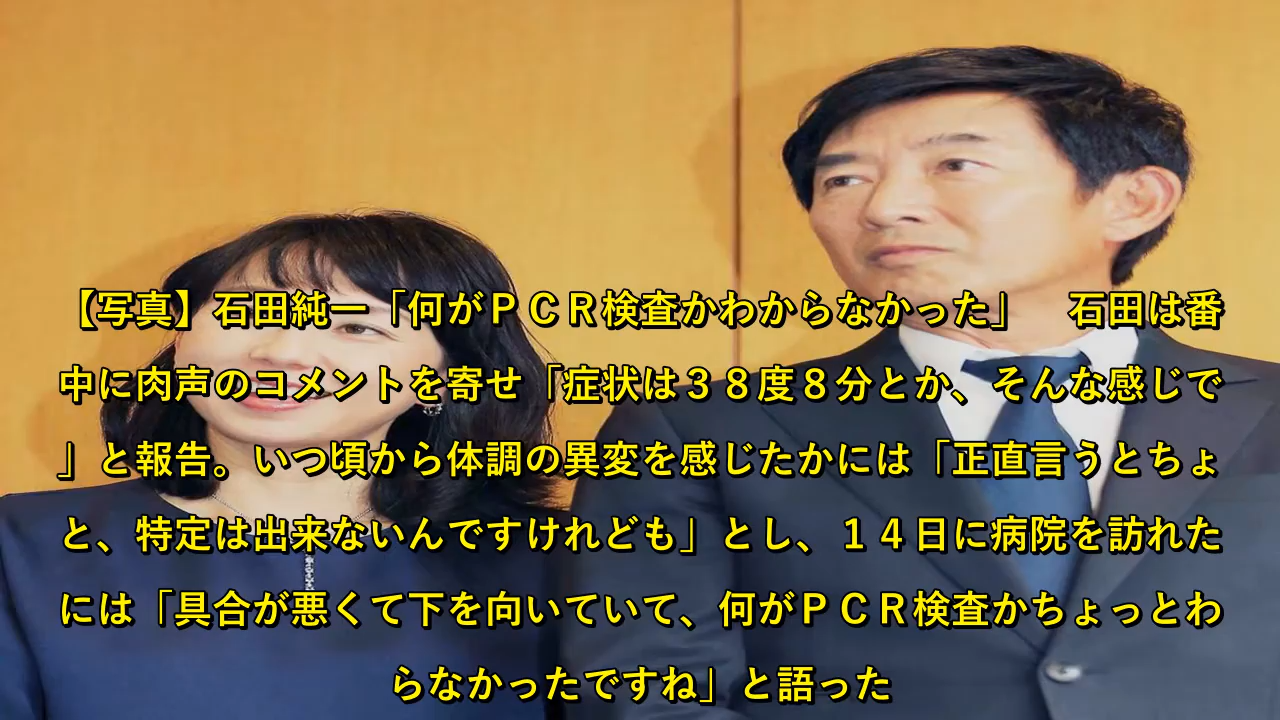 【写真】石田純一「何がＰＣＲ検査かわからなかった」　石田は番
中に肉声のコメントを寄せ「症状は３８度８分とか、そんな感じで
」と報告。いつ頃から体調の異変を感じたかには「正直言うとちょ
と、特定は出来ないんですけれども」とし、１４日に病院を訪れた
には「具合が悪くて下を向いていて、何がＰＣＲ検査かちょっとわ
らなかったですね」と語った